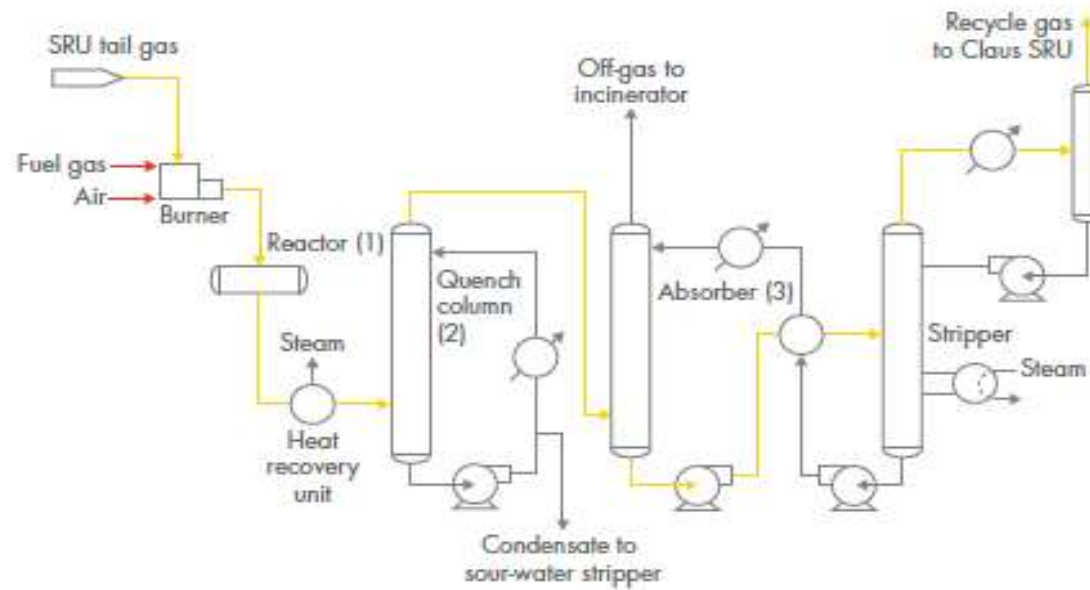 SRU tail gas
Fuel gas
Air
Burner
Reactor (1)
Steam
Heat
recovery
unit
Quench
column
(2)
Condensate to
sour-water stripper
Off-gas to
incinerator
Absorber (3)
Stripper
Steam
Recycle gas
to Claus SRU